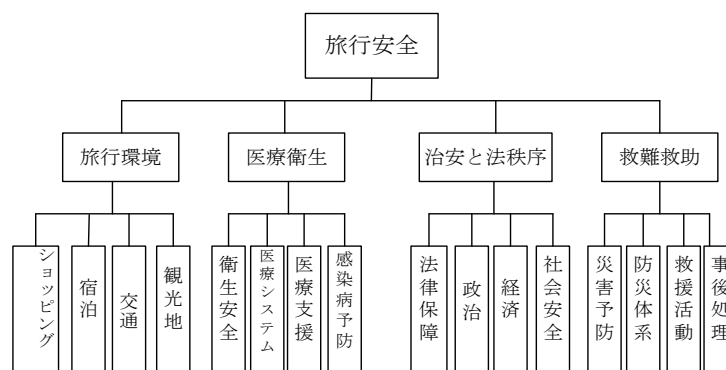 旅行安全
旅行環境
医療衛生
治安と法秩序
救難救助
ショッピング
宿泊
交通
観光地
衛生安全
医療システム
医療支援
感染病予防
法律保障
政治
経済
社会安全
災害予防
防災体系
救援活動
事後処理